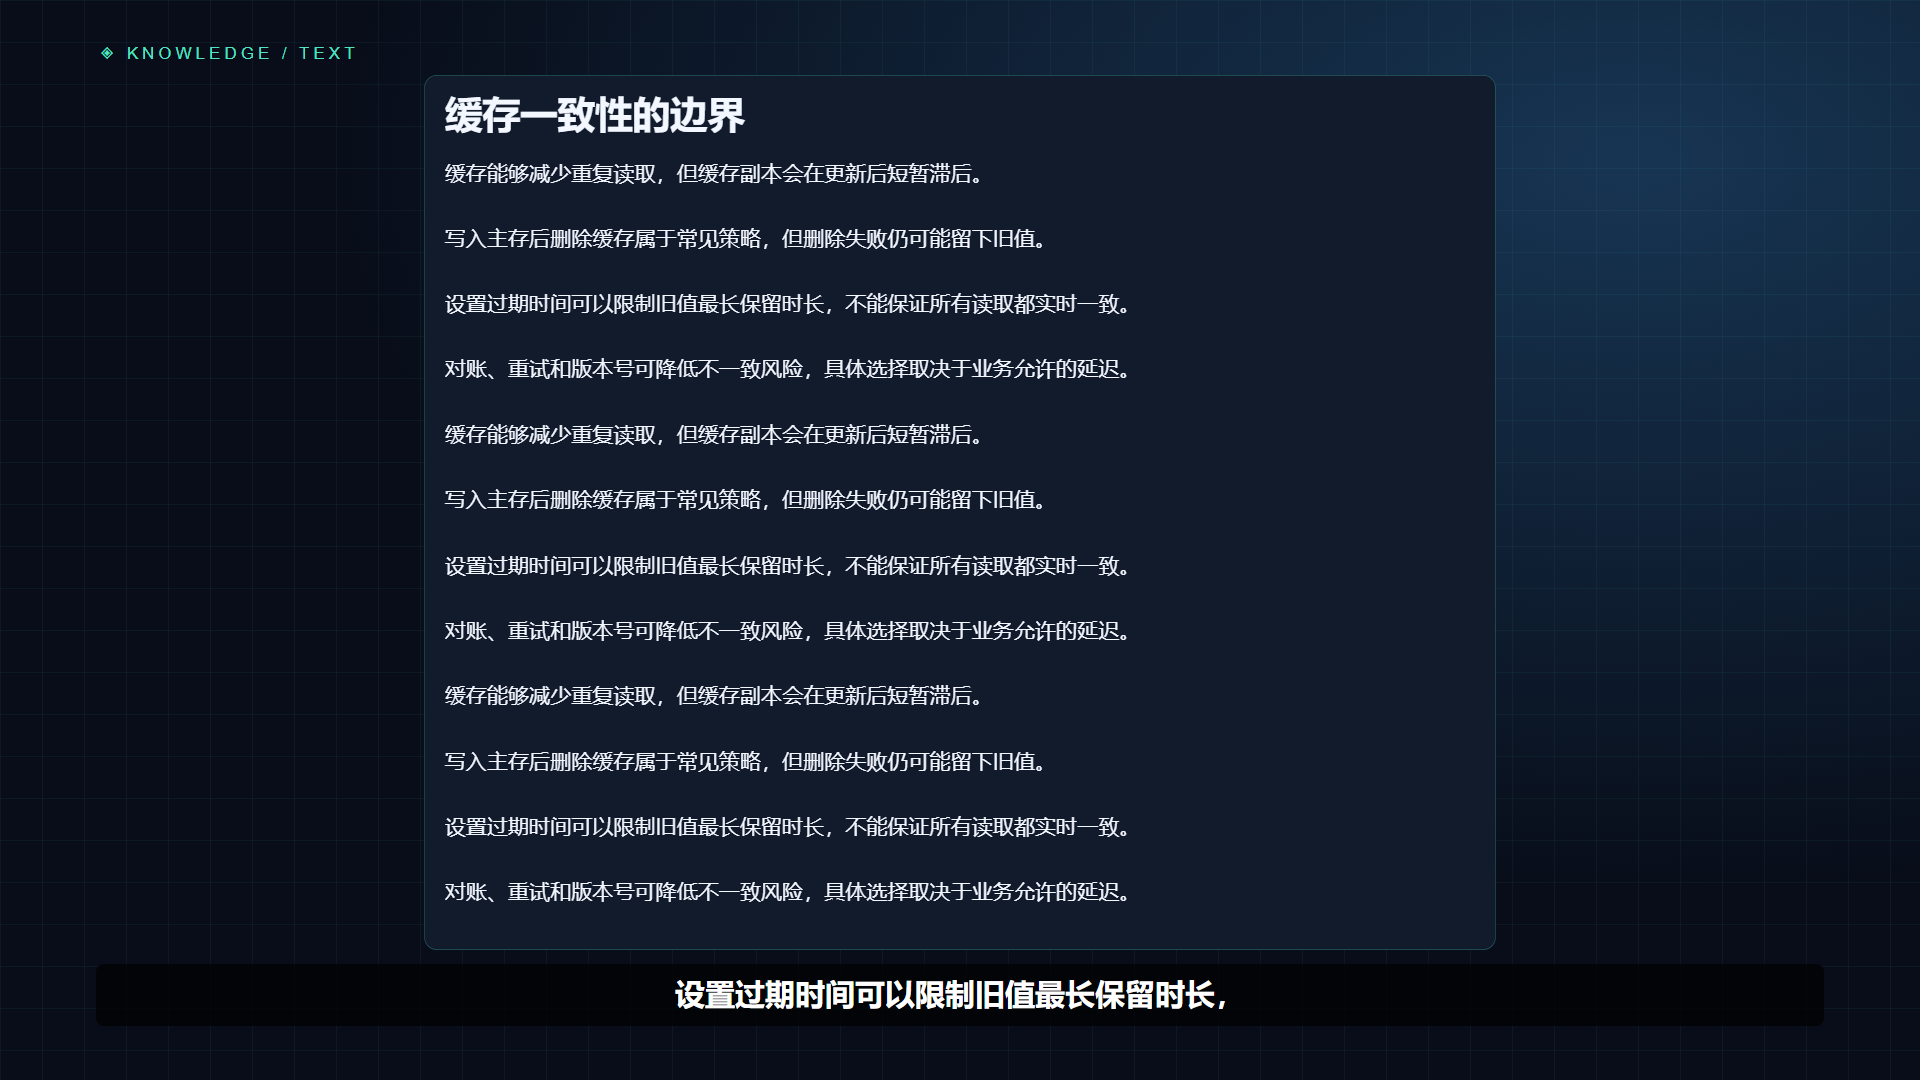 ◈ KNOWLEDGE / TEXT
缓存一致性的边界
缓存能够减少重复读取，但缓存副本会在更新后短暂滞后。
写入主存后删除缓存属于常见策略，但删除失败仍可能留下旧值。
设置过期时间可以限制旧值最长保留时长，不能保证所有读取都实时一致。
对账、重试和版本号可降低不一致风险，具体选择取决于业务允许的延迟。
缓存能够减少重复读取，但缓存副本会在更新后短暂滞后。
写入主存后删除缓存属于常见策略，但删除失败仍可能留下旧值。
设置过期时间可以限制旧值最长保留时长，不能保证所有读取都实时一致。
对账、重试和版本号可降低不一致风险，具体选择取决于业务允许的延迟。
缓存能够减少重复读取，但缓存副本会在更新后短暂滞后。
写入主存后删除缓存属于常见策略，但删除失败仍可能留下旧值。
设置过期时间可以限制旧值最长保留时长，不能保证所有读取都实时一致。
对账、重试和版本号可降低不一致风险，具体选择取决于业务允许的延迟。
设置过期时间可以限制旧值最长保留时长，